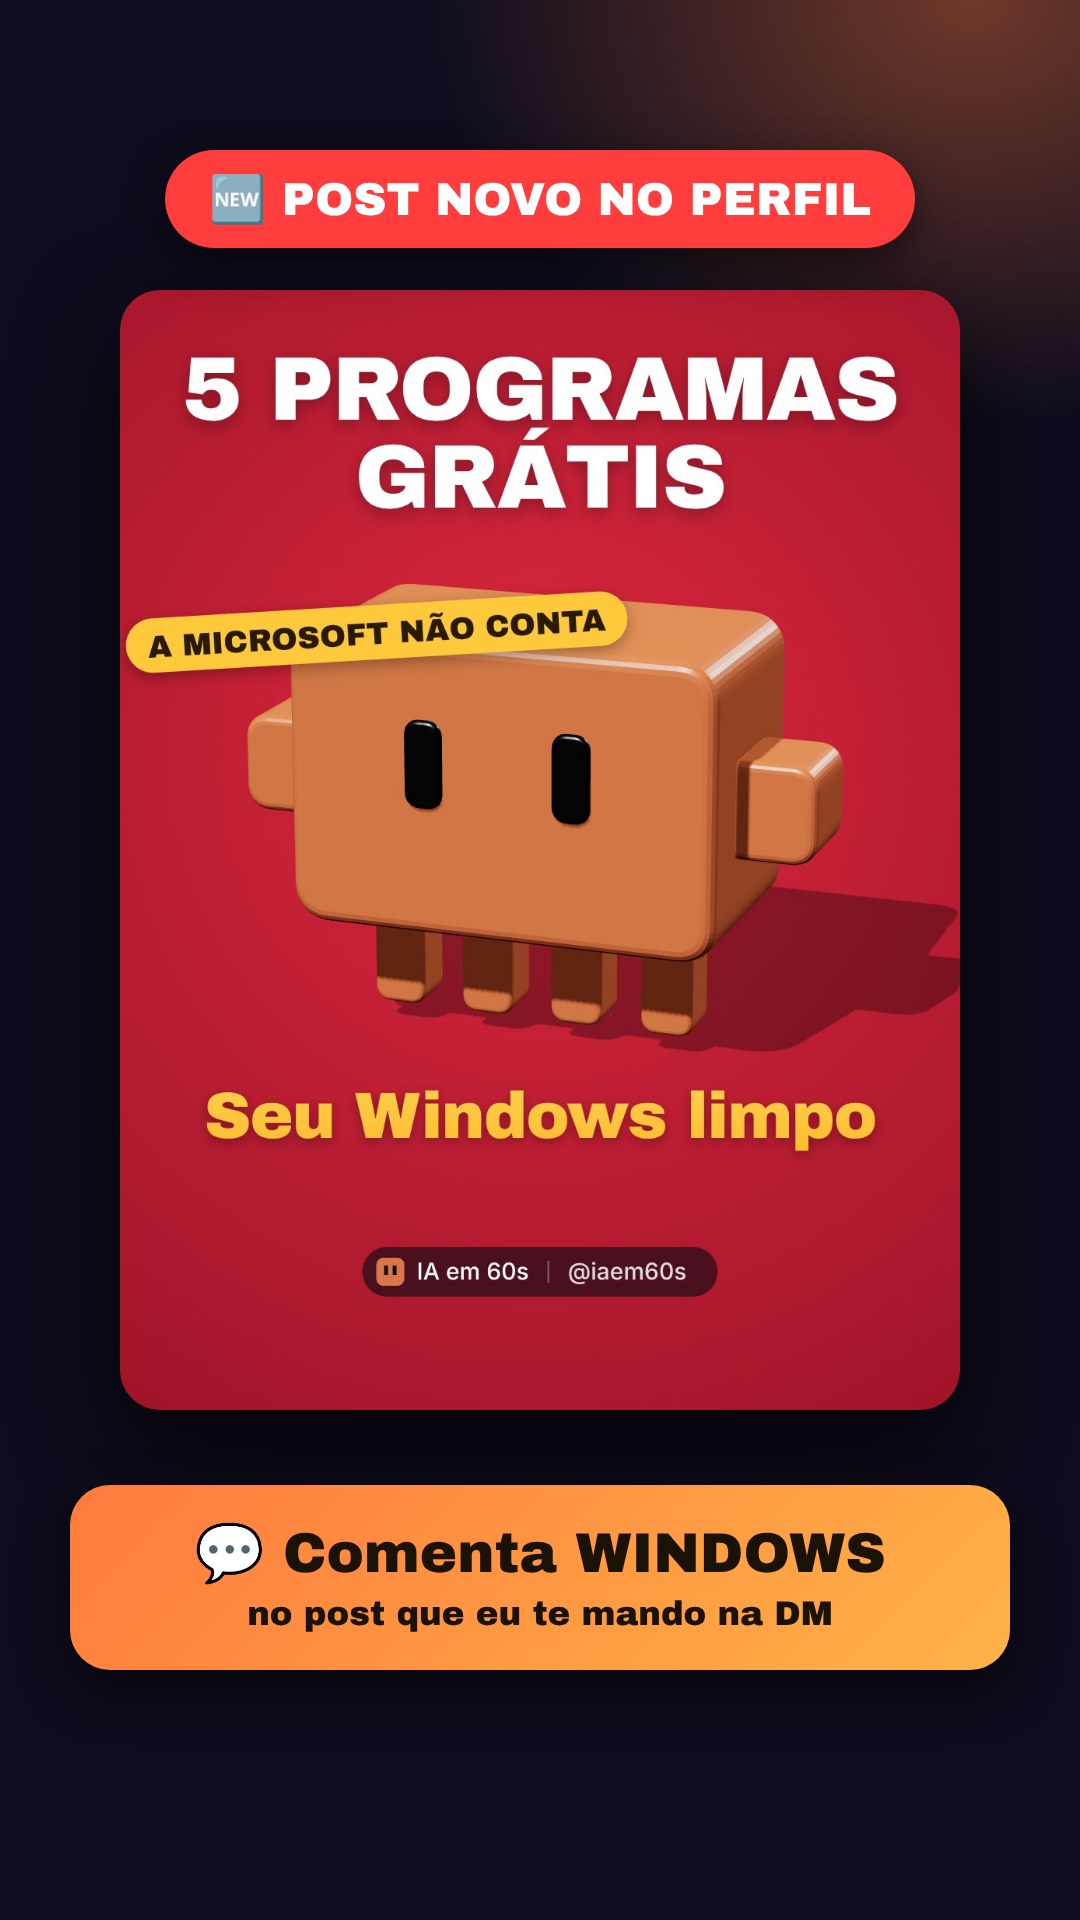 🆕 POST NOVO NO PERFIL
5 PROGRAMAS
GRÁTIS
A MICROSOFT NÃO CONTA
Seu Windows limpo
IA em 60s | @iaem60s
💬 Comenta WINDOWS
no post que eu te mando na DM